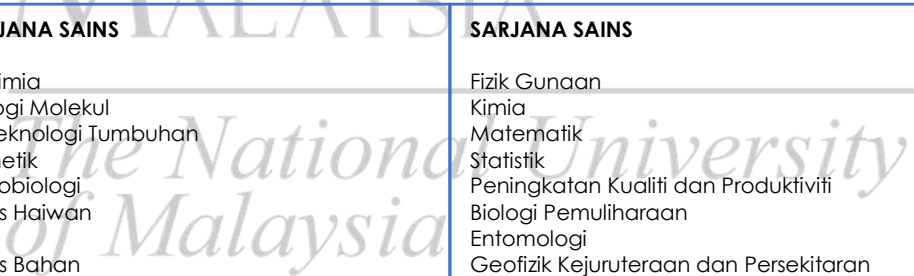 MALAYSIA
JANA SAINS
imia
ogi Molekul
eknologi Tumbuhan
etik
obiologi
s Haiwan
s Bahan
SARJANA SAINS
Fizik Gunaan
Kimia
Matematik
Statistik
Peningkatan Kualiti dan Produktiviti
Biologi Pemuliharaan
Entomologi
Geofizik Kejuruteraan dan Persekitaran
The National University
of Malaysia